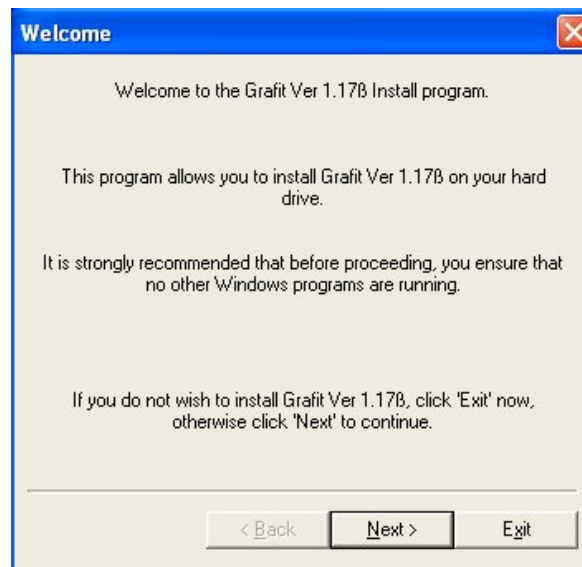 Welcome
Welcome to the Grafit Ver 1.17ß Install program.
This program allows you to install Grafit Ver 1.17ß on your hard
drive.
It is strongly recommended that before proceeding, you ensure that
no other Windows programs are running.
If you do not wish to install Grafit Ver 1.17ß, click 'Exit' now,
otherwise click 'Next' to continue.
< Back
Next >
Exit